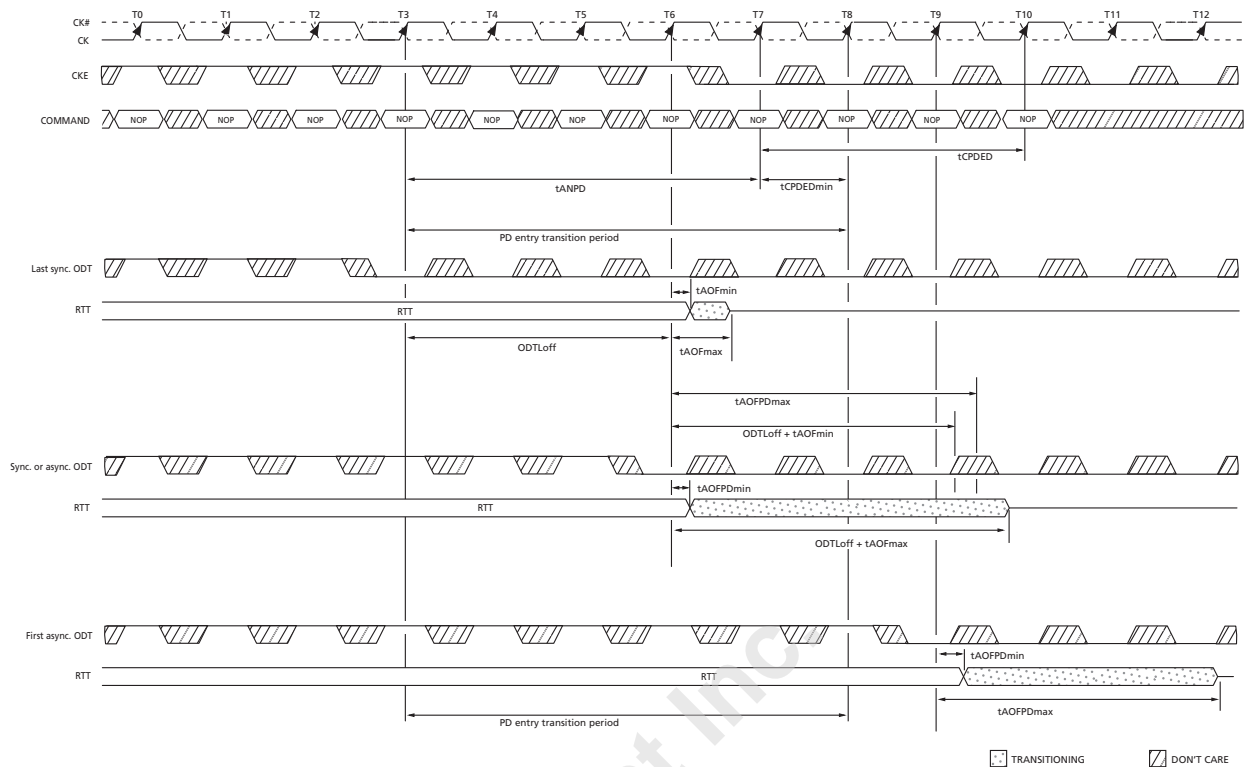 T0 T1 T2 T3 T4 T5 T6 T7 T8 T9 T10 T11 T12
CK#
CK
CKE
COMMAND NOP NOP NOP NOP NOP NOP NOP NOP NOP NOP NOP
tCPDED
tANPD tCPDEDmin
PD entry transition period
Last sync. ODT
tAOFmin
RTT RTT
ODTLoff tAOFmax
tAOFPDmax
ODTLoff + tAOFmin
Sync. or async. ODT
tAOFPDmin
RTT RTT
ODTLoff + tAOFmax
First async. ODT
tAOFPDmin
RTT RTT
tAOFPDmax
PD entry transition period
TRANSITIONING DON'T CARE
t Inc.